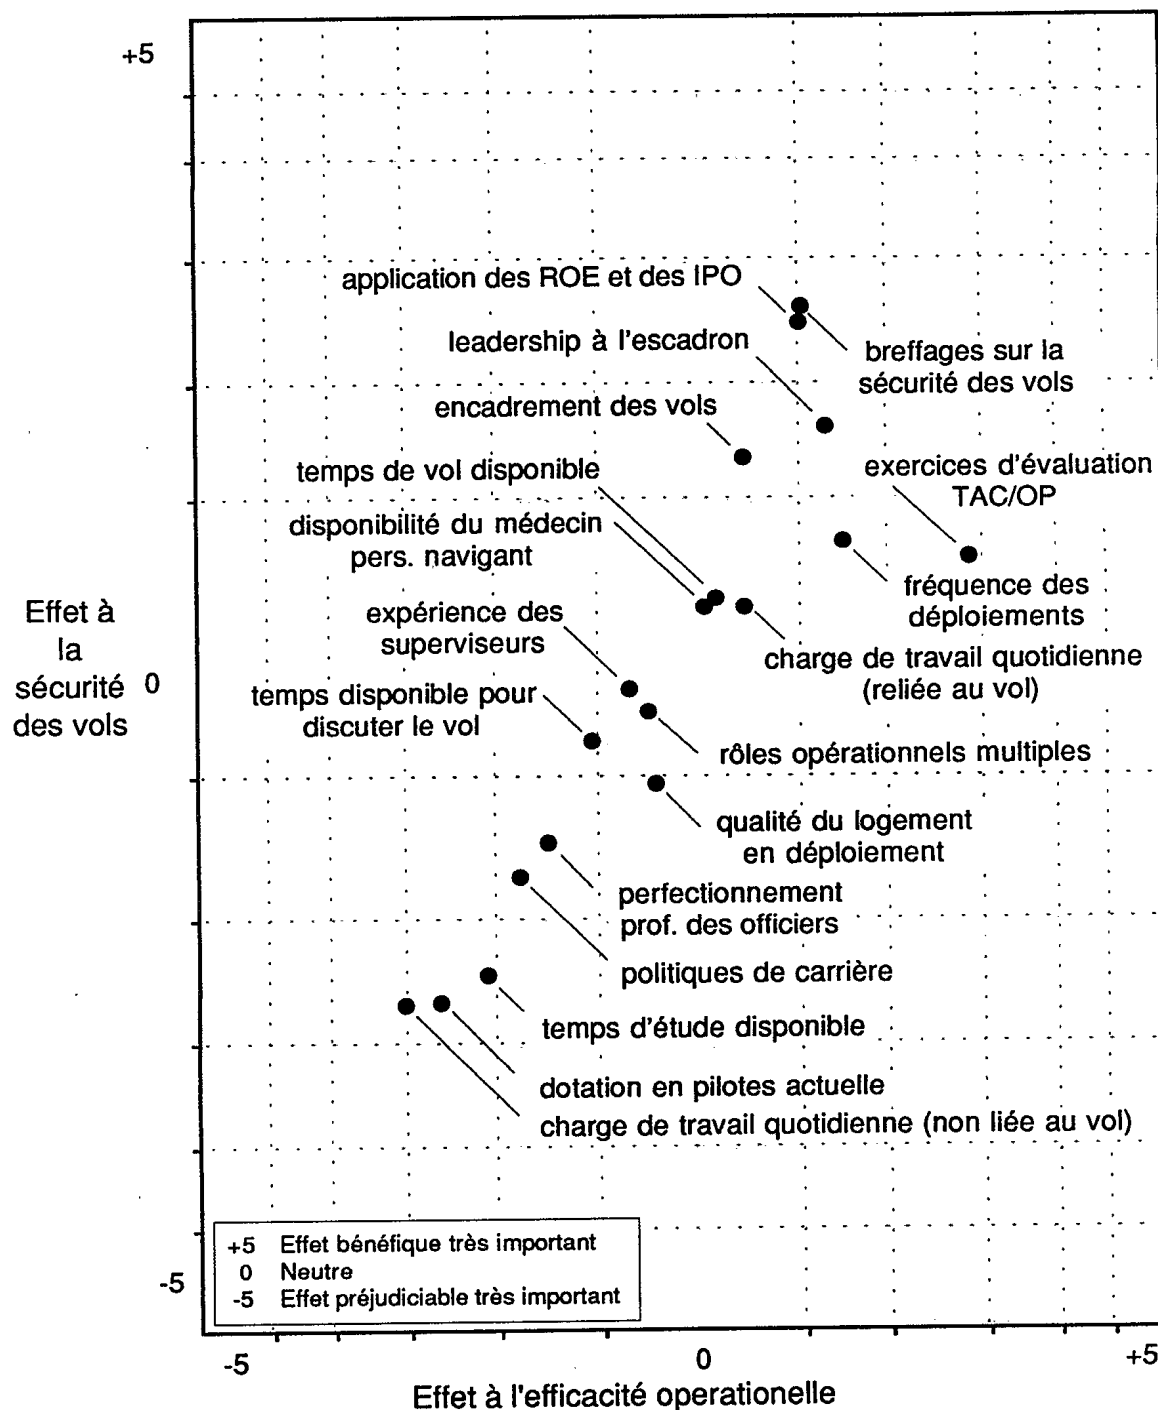 +5
application des ROE et des IPO
leadership à l'escadron
breffages sur la
sécurité des vols
encadrement des vols
temps de vol disponible
exercices d'évaluation
TAC/OP
disponibilité du médecin
pers. navigant
fréquence des
déploiements
expérience des
superviseurs
charge de travail quotidienne
(reliée au vol)
Effet à
la
sécurité
des vols
0
temps disponible pour
discuter le vol
rôles opérationnels multiples
qualité du logement
en déploiement
perfectionnement
prof. des officiers
politiques de carrière
temps d'étude disponible
dotation en pilotes actuelle
charge de travail quotidienne (non liée au vol)
+5 Effet bénéfique très important
0 Neutre
-5 Effet préjudiciable très important
-5
-5
0
+5
Effet à l'efficacité operationelle